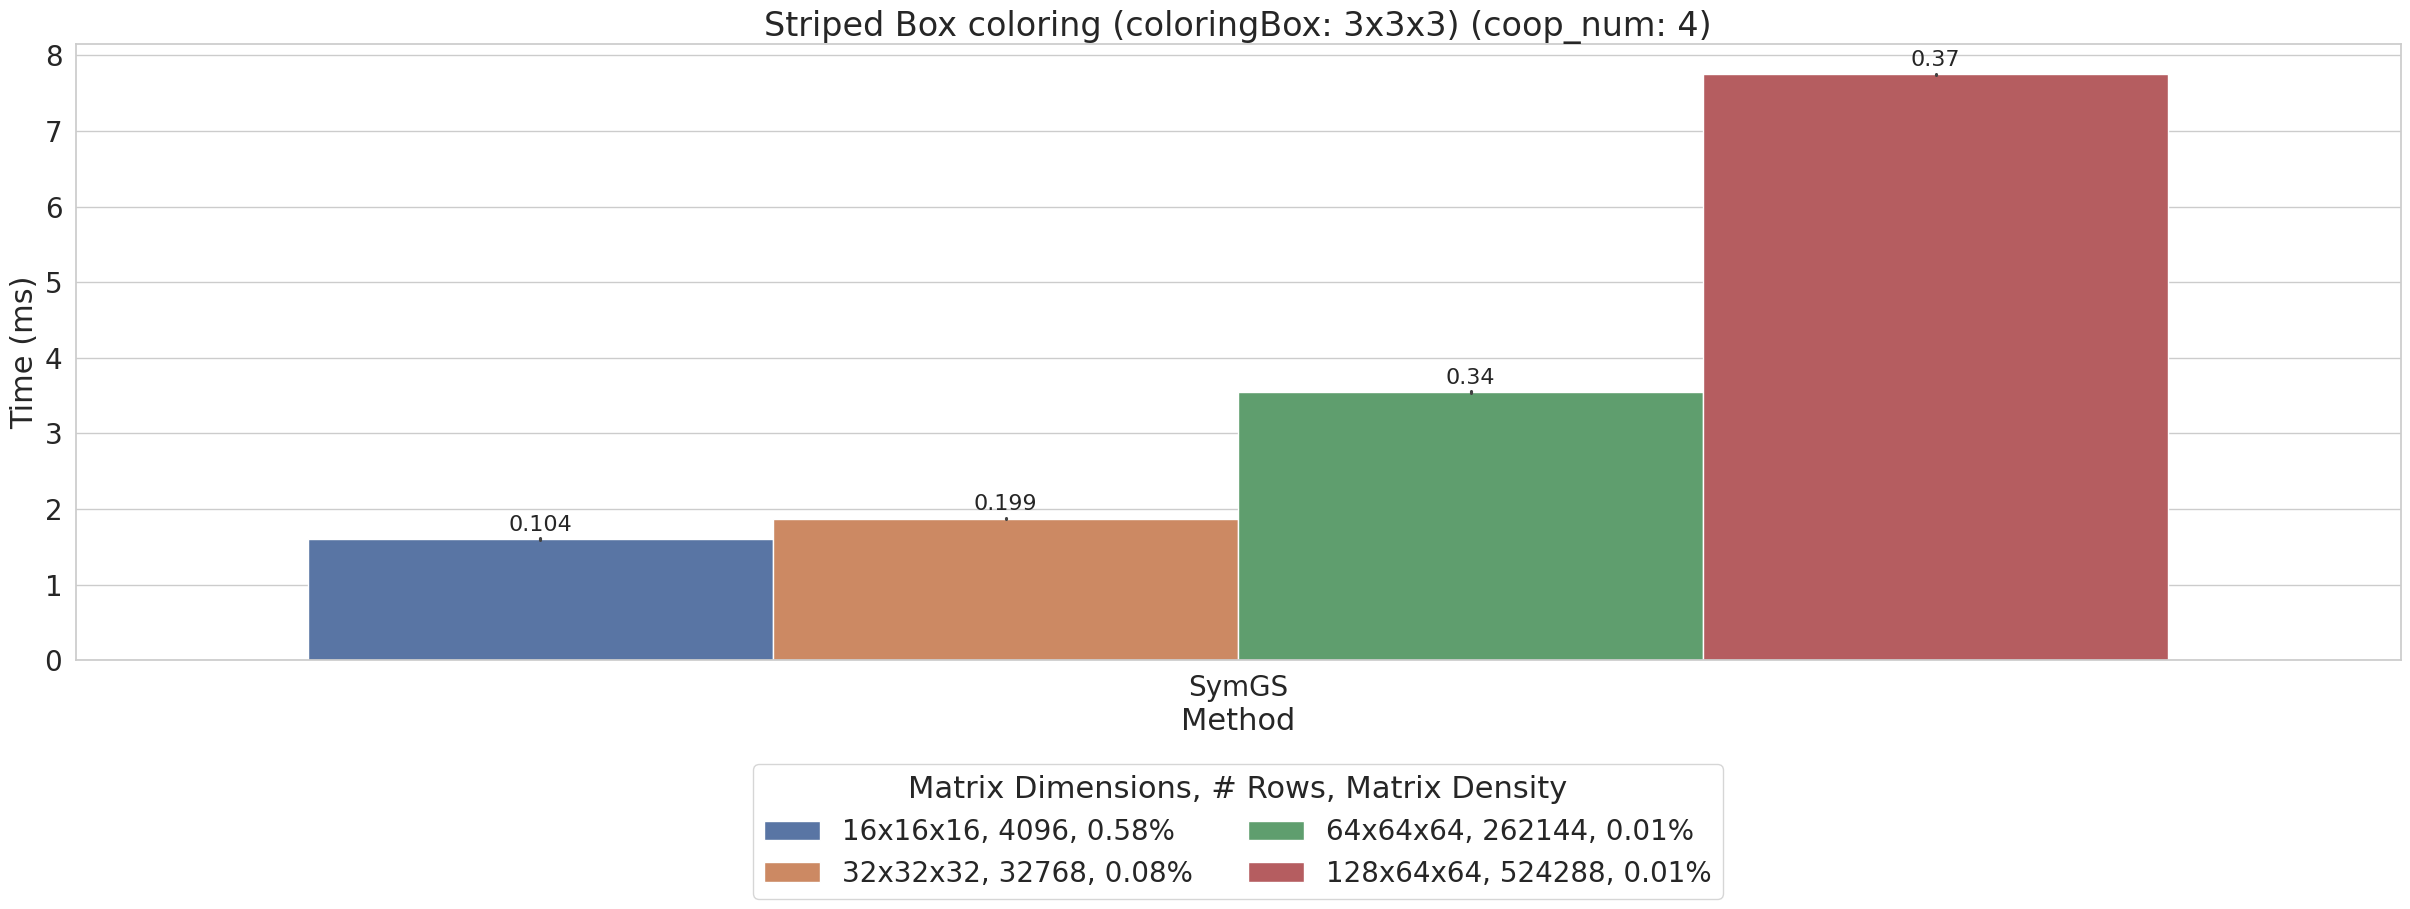 Striped Box coloring (coloringBox: 3x3x3) (coop_num: 4)
Time (ms)
8
7
6
5
4
3
2
1
0
0.104
0.199
0.34
0.37
SymGS
Method
Matrix Dimensions, # Rows, Matrix Density
16x16x16, 4096, 0.58%
32x32x32, 32768, 0.08%
64x64x64, 262144, 0.01%
128x64x64, 524288, 0.01%